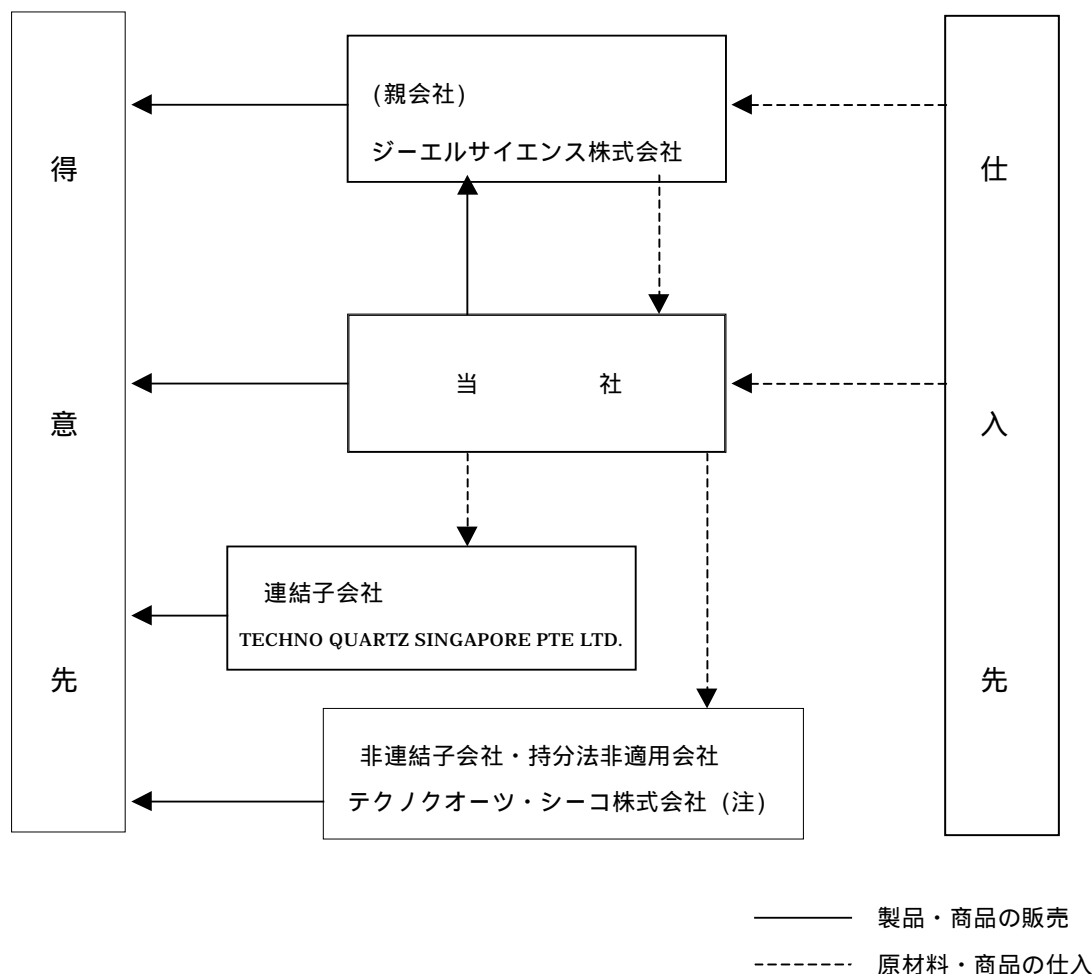 得意先
(親会社)
ジーエルサイエンス株式会社
仕入先
当 社
連結子会社
TECHNO QUARTZ SINGAPORE PTE LTD.
非連結子会社・持分法非適用会社
テクノクオーツ・シーコ株式会社 (注)
製品・商品の販売
原材料・商品の仕入